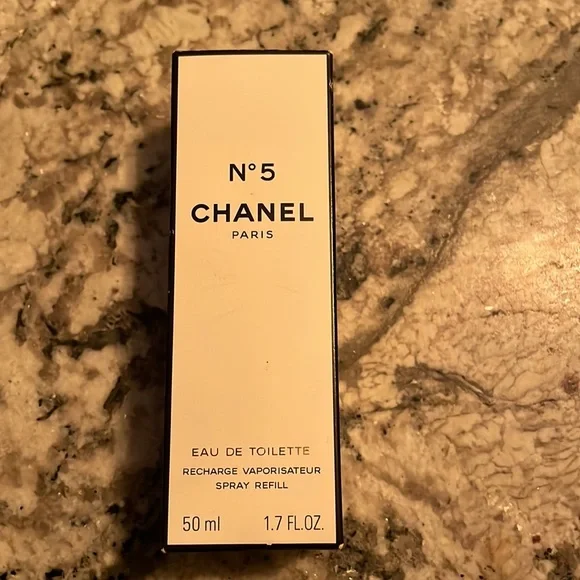 N°5
CHANEL
PARIS
EAU DE TOILETTE
RECHARGE VAPORISATEUR
SPRAY REFILL
50 ml 1.7 FL.OZ.